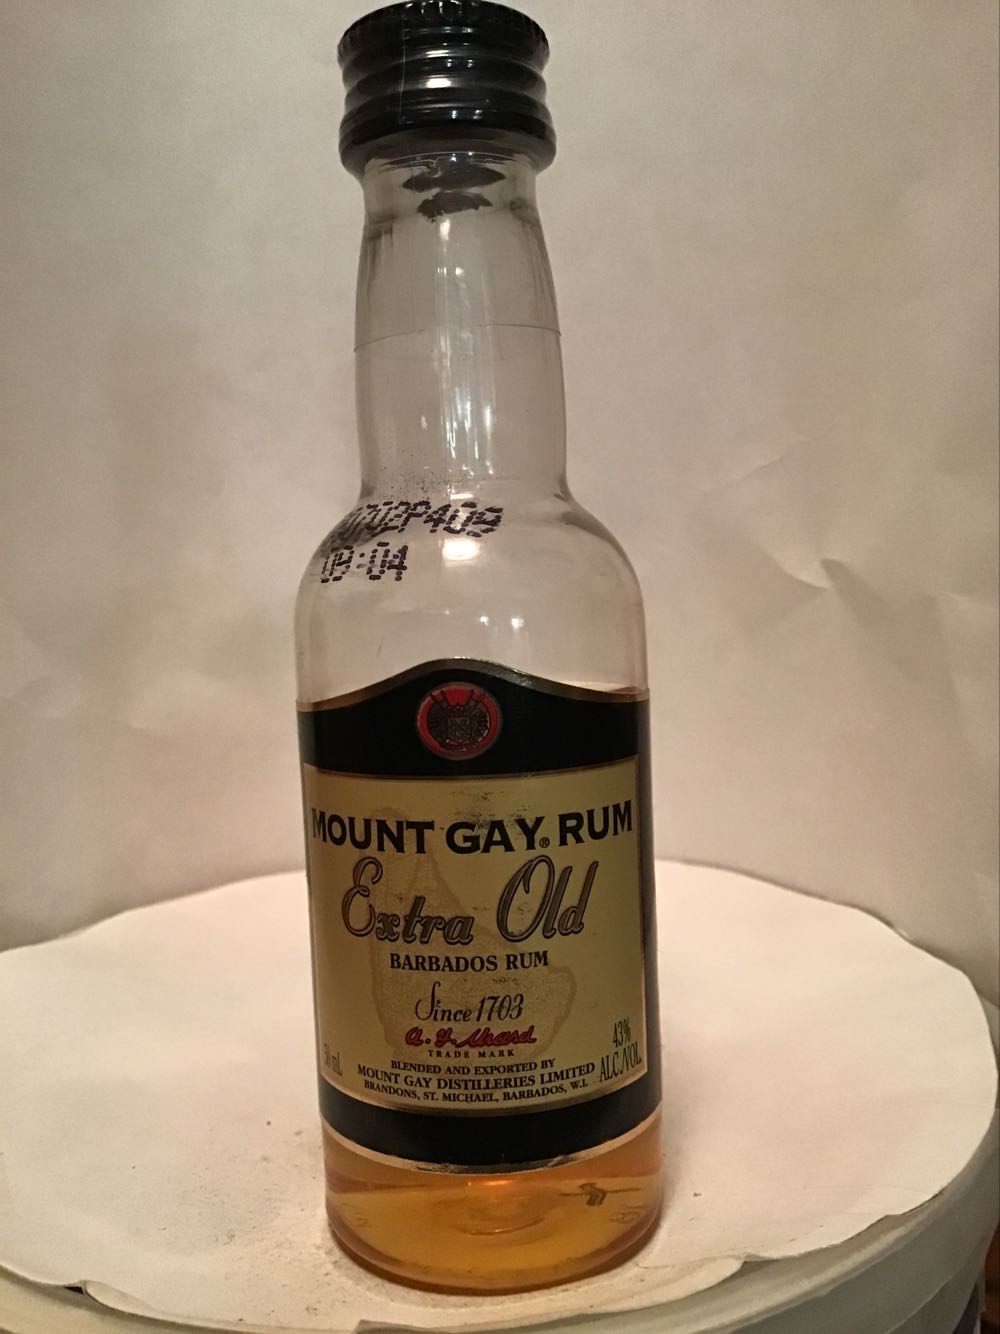 09:04
MOUNT GAY® RUM
Extra Old
BARBADOS RUM
Since 1703
TRADE MARK
50 mL
43%
ALC./VOL.
BLENDED AND EXPORTED BY
MOUNT GAY DISTILLERIES LIMITED
BRANDONS, ST. MICHAEL, BARBADOS, W.I.